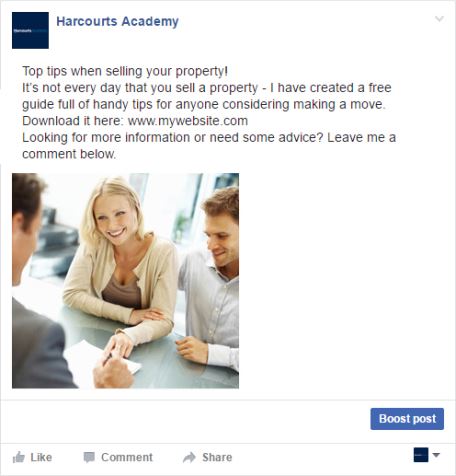 Harcourts Academy
Harcourts Academy
Top tips when selling your property!
It's not every day that you sell a property - I have created a free
guide full of handy tips for anyone considering making a move.
Download it here: www.mywebsite.com
Looking for more information or need some advice? Leave me a
comment below.
Boost post
Like
Comment
Share